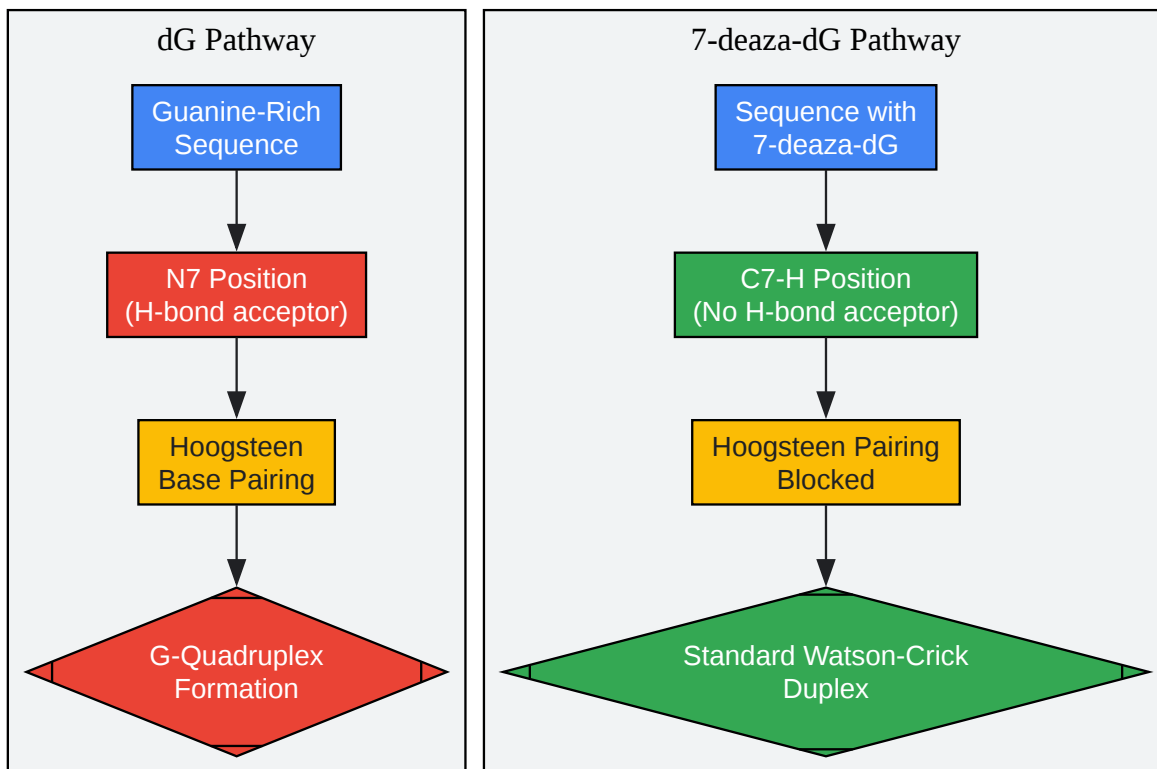 dG Pathway
Guanine-Rich
Sequence
N7 Position
(H-bond acceptor)
Hoogsteen
Base Pairing
G-Quadruplex
Formation
7-deaza-dG Pathway
Sequence with
7-deaza-dG
C7-H Position
(No H-bond acceptor)
Hoogsteen Pairing
Blocked
Standard Watson-Crick
Duplex